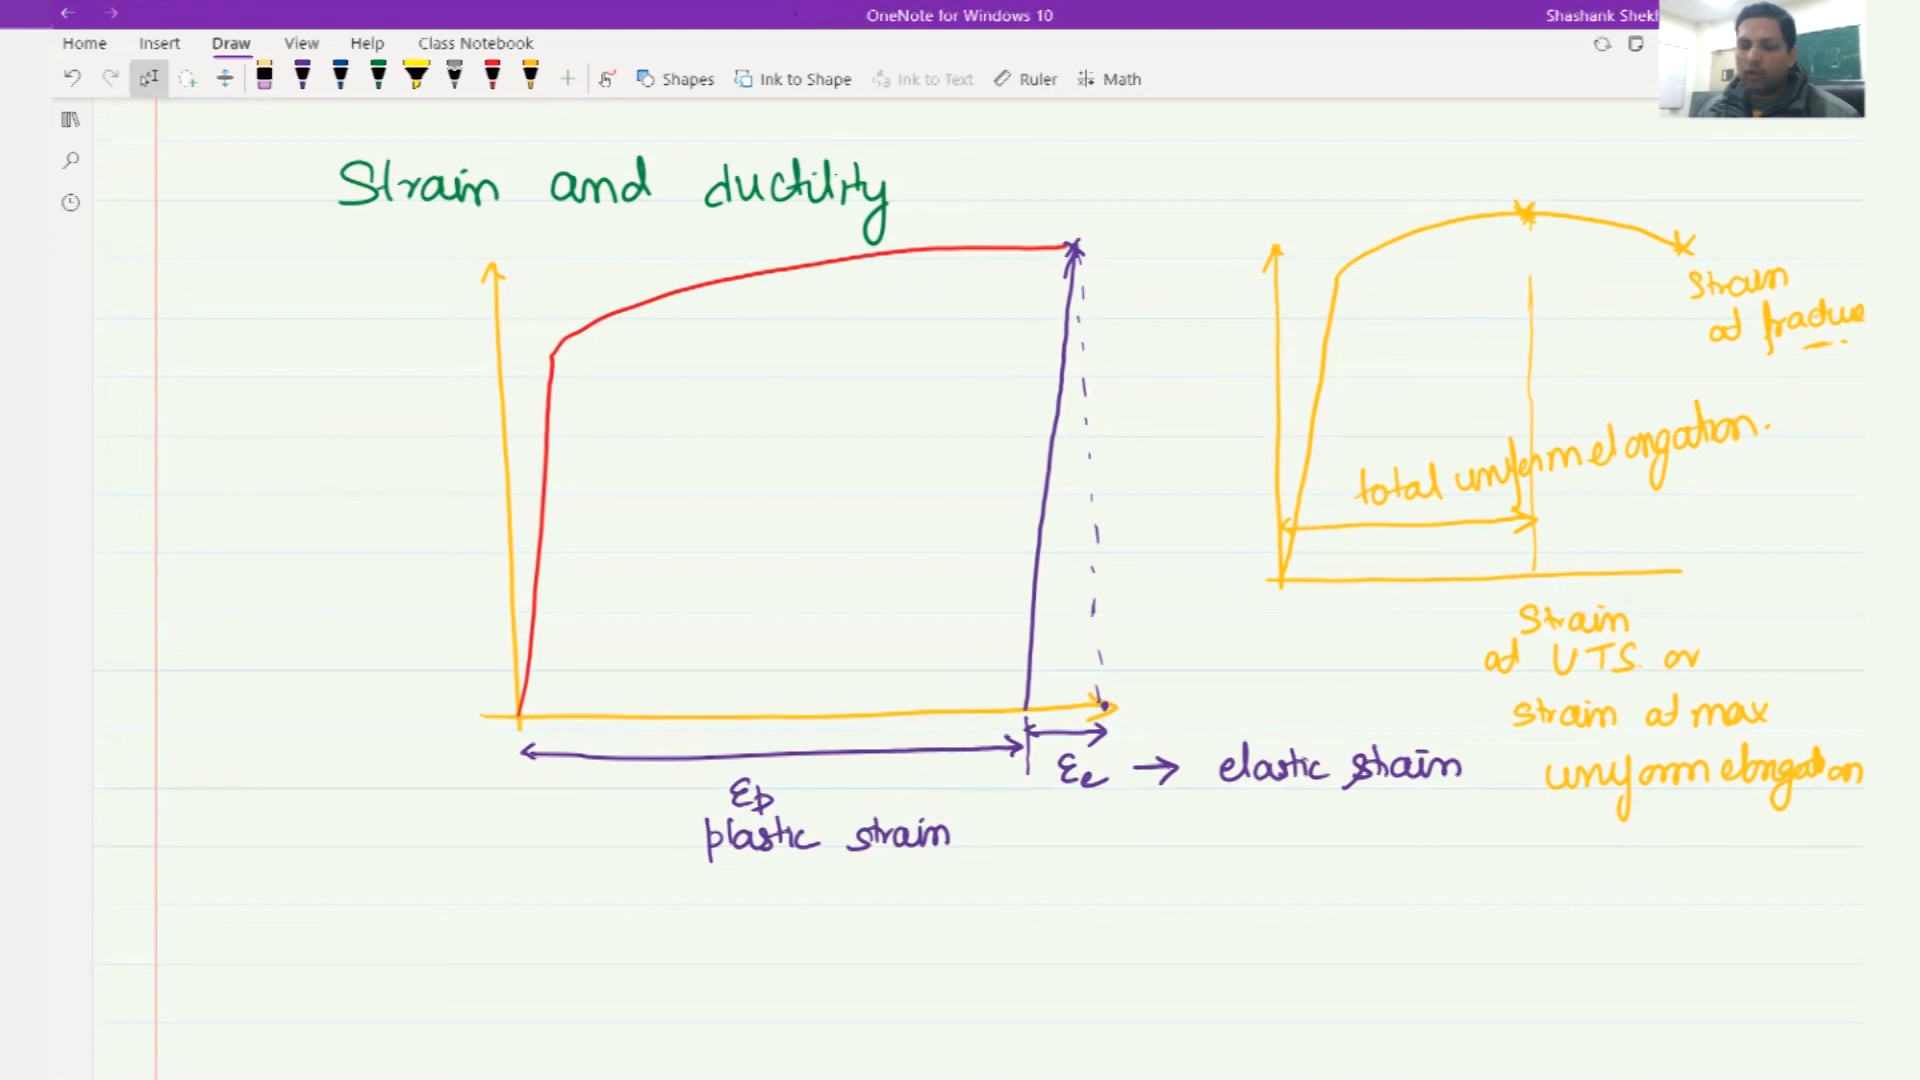 OneNote for Windows 10
Shashank Shekh
Home Insert Draw View Help Class Notebook
Shapes Ink to Shape Ink to Text Ruler Math
Strain and ductility
strain
at fracture
total uniform elongation.
Strain
at UTS. or
strain at max
uniform elongation
εe → elastic strain
εp
plastic strain